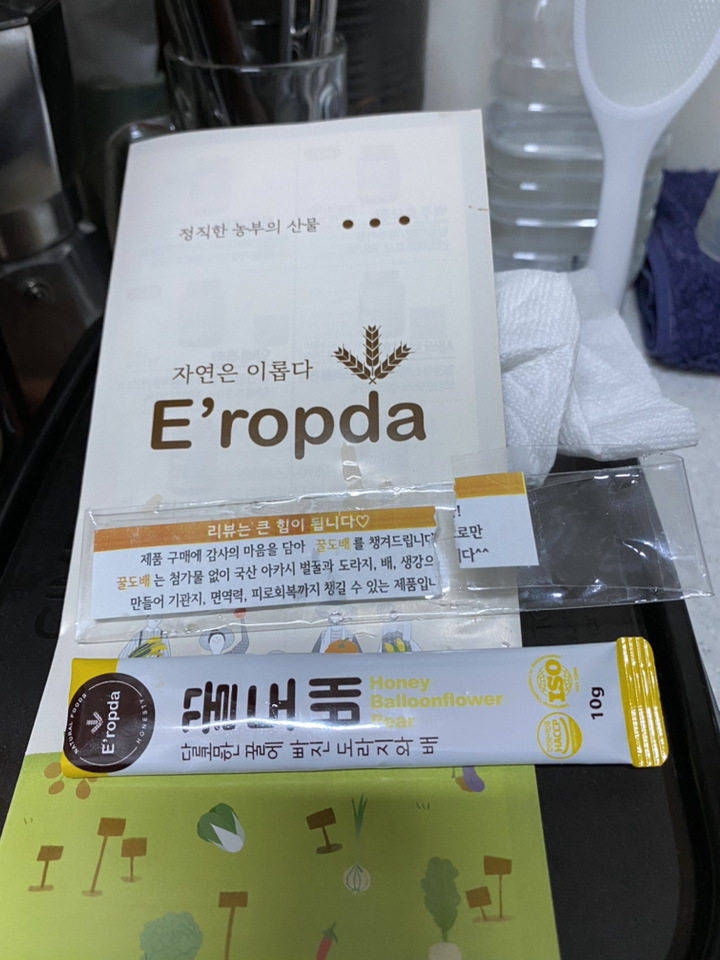 정직한 농부의 산물
자연은 이롭다
E'ropda
리뷰는 큰 힘이 됩니다♡
제품 구매에 감사의 마음을 담아 꿀도배를 챙겨드립니다!
꿀도배는 첨가물 없이 국산 아카시 벌꿀과 도라지, 배, 생강으로만
만들어 기관지, 면역력, 피로회복까지 챙길 수 있는 제품입니다^^
NATURAL FOODS
E'ropda
HONESTY
꿀도배
Honey
Balloonflower
Pear
달콤한 꿀에 빠진 도라지와 배
ISO
HACCP
10g